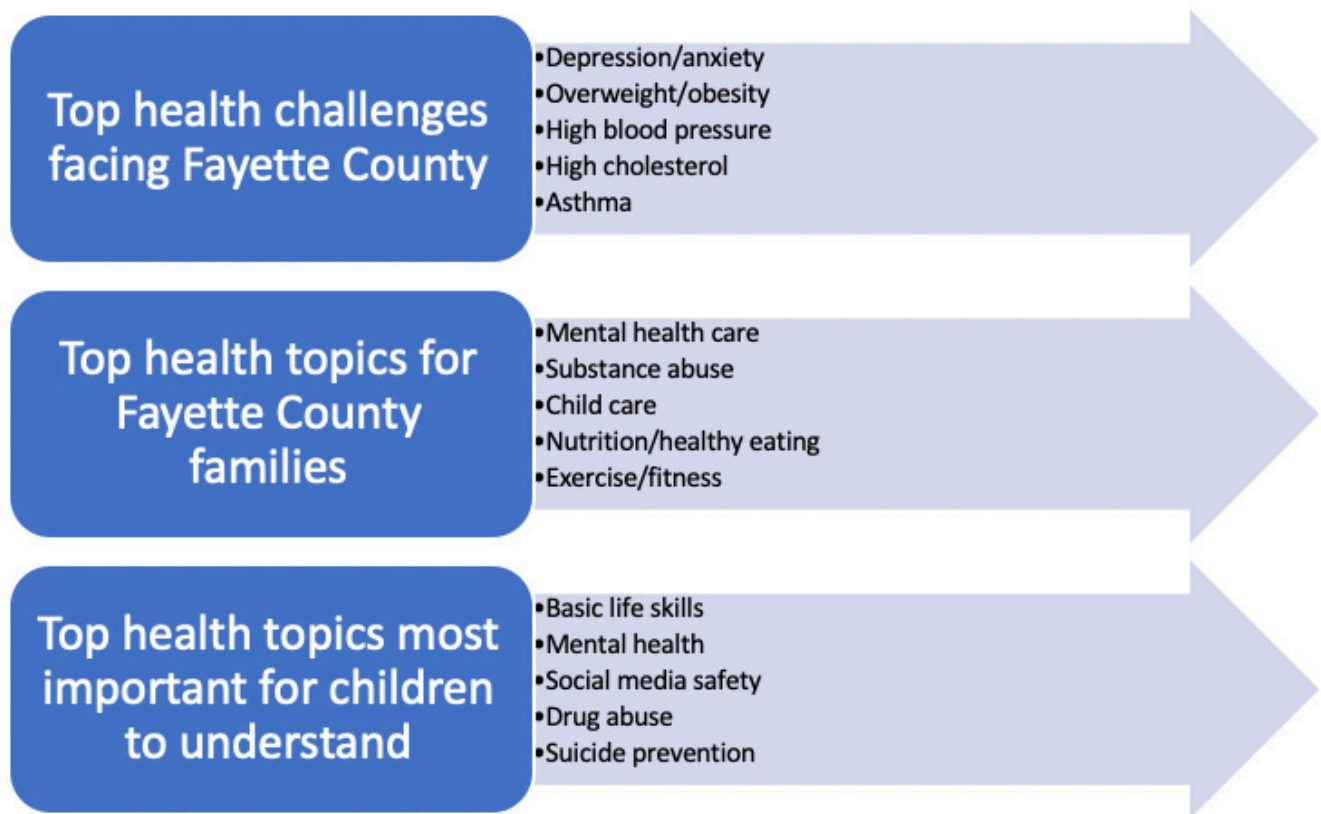 Top health challenges
facing Fayette County
•Depression/anxiety
•Overweight/obesity
•High blood pressure
•High cholesterol
•Asthma
Top health topics for
Fayette County
families
•Mental health care
•Substance abuse
•Child care
•Nutrition/healthy eating
•Exercise/fitness
Top health topics most
important for children
to understand
•Basic life skills
•Mental health
•Social media safety
•Drug abuse
•Suicide prevention